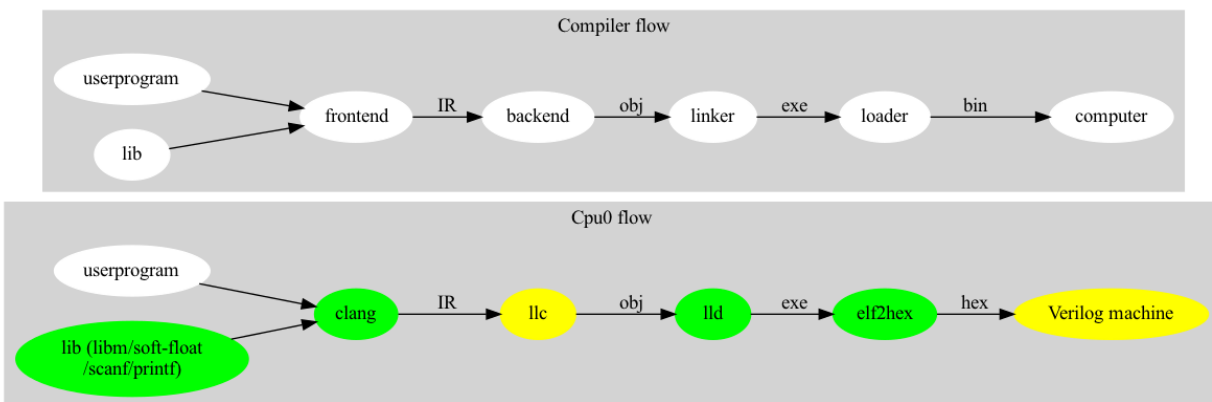 Compiler flow
userprogram
lib
frontend
IR
backend
obj
linker
exe
loader
bin
computer
Cpu0 flow
userprogram
lib (libm/soft-float
/scanf/printf)
clang
IR
llc
obj
lld
exe
elf2hex
hex
Verilog machine